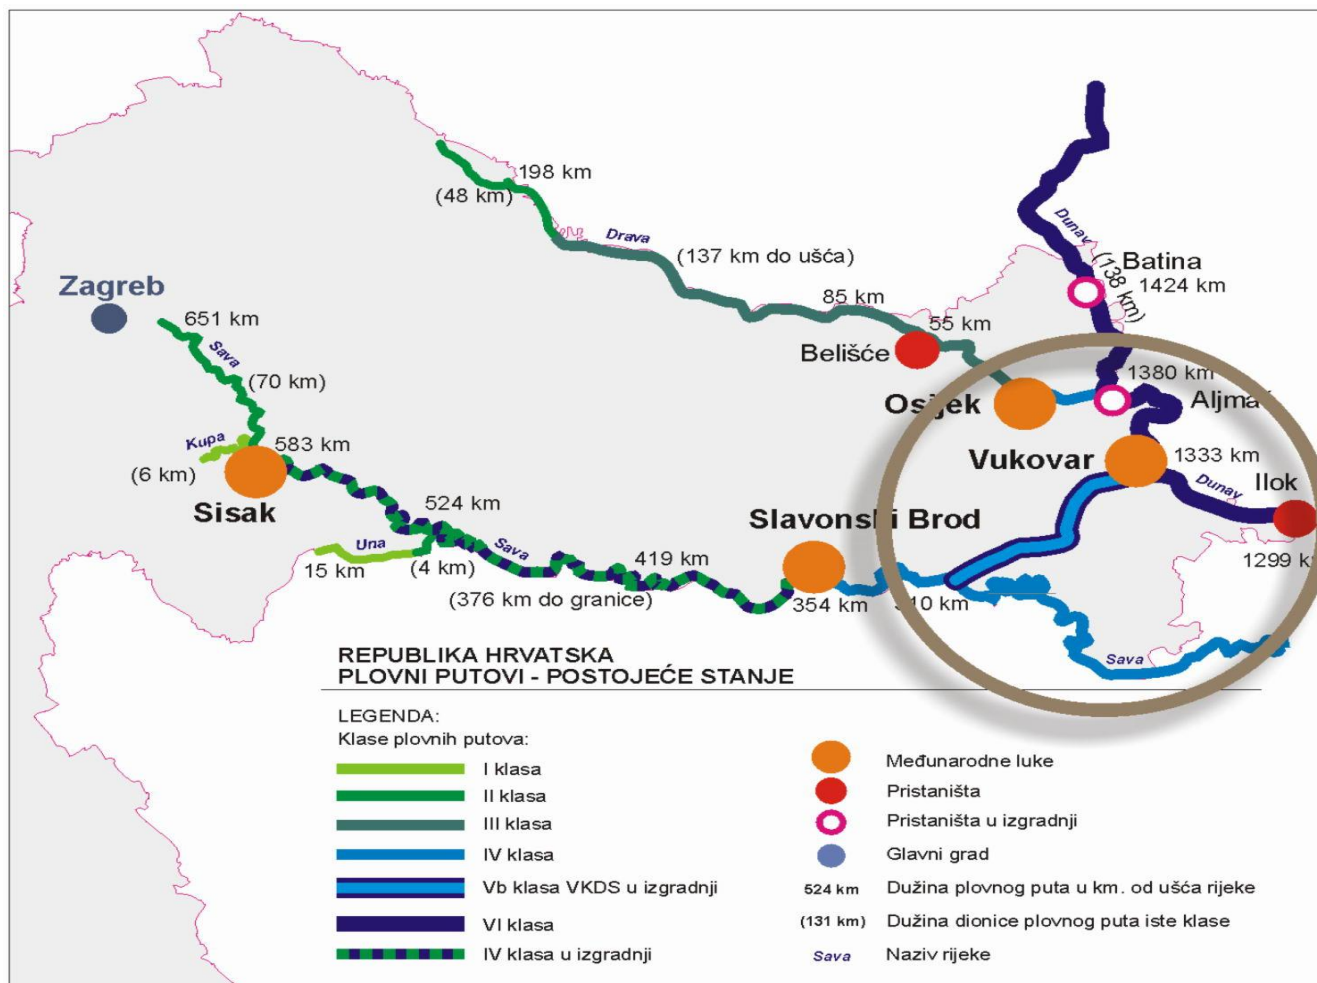 198 km
(48 km)
Drava
(137 km do ušća)
Dunav
(138 km)
Batina
1424 km
Zagreb
651 km
85 km
55 km
Belišće
Sava
(70 km)
1380 km
Osijek
Kupa
583 km
(6 km)
Vukovar
1333 km
Dunav
Ilok
Sisak
524 km
Slavonski Brod
Una
Sava
15 km
(4 km)
419 km
1299
(376 km do granice)
354 km
310 km
Sava
REPUBLIKA HRVATSKA
PLOVNI PUTOVI - POSTOJEĆE STANJE
LEGENDA:
Klase plovnih putova:
I klasa
II klasa
III klasa
IV klasa
Vb klasa VKDS u izgradnji
VI klasa
IV klasa u izgradnji
Međunarodne luke
Pristaništa
Pristaništa u izgradnji
Glavni grad
524 km Dužina plovnog puta u km. od ušća rijeke
(131 km) Dužina dionice plovnog puta iste klase
Sava Naziv rijeke